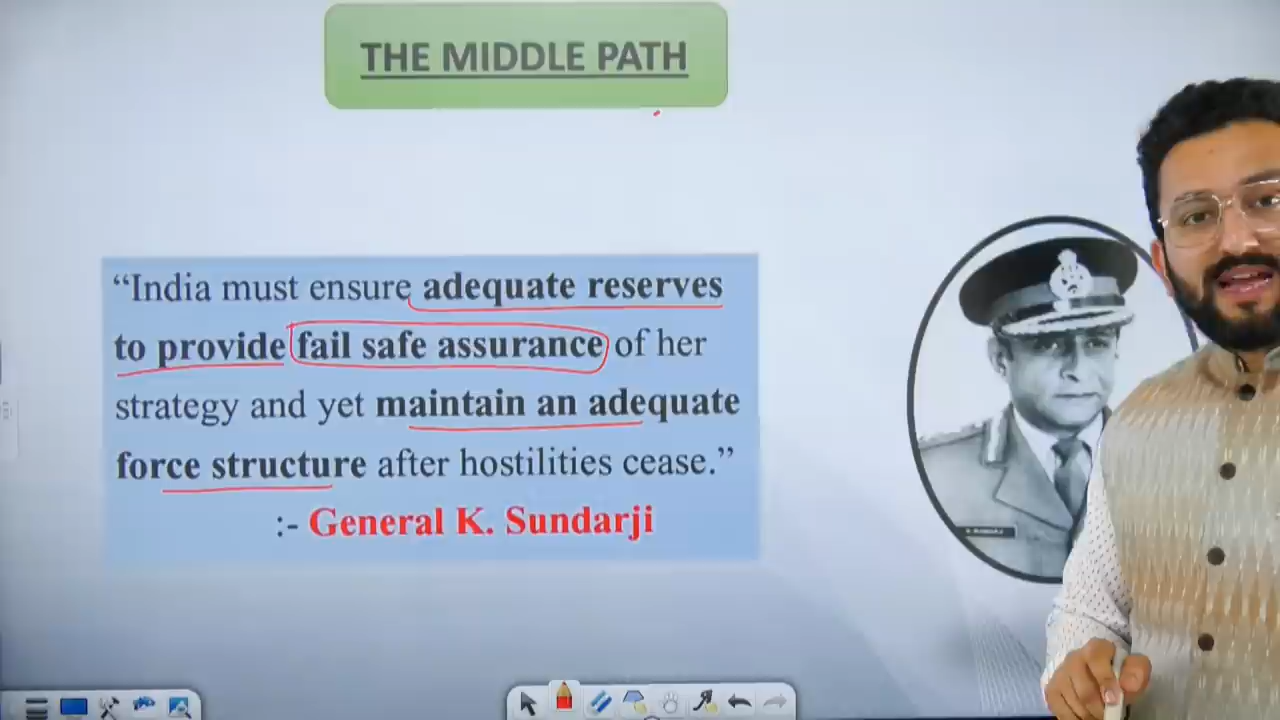 THE MIDDLE PATH
“India must ensure adequate reserves
to provide fail safe assurance of her
strategy and yet maintain an adequate
force structure after hostilities cease.”
:- General K. Sundarji